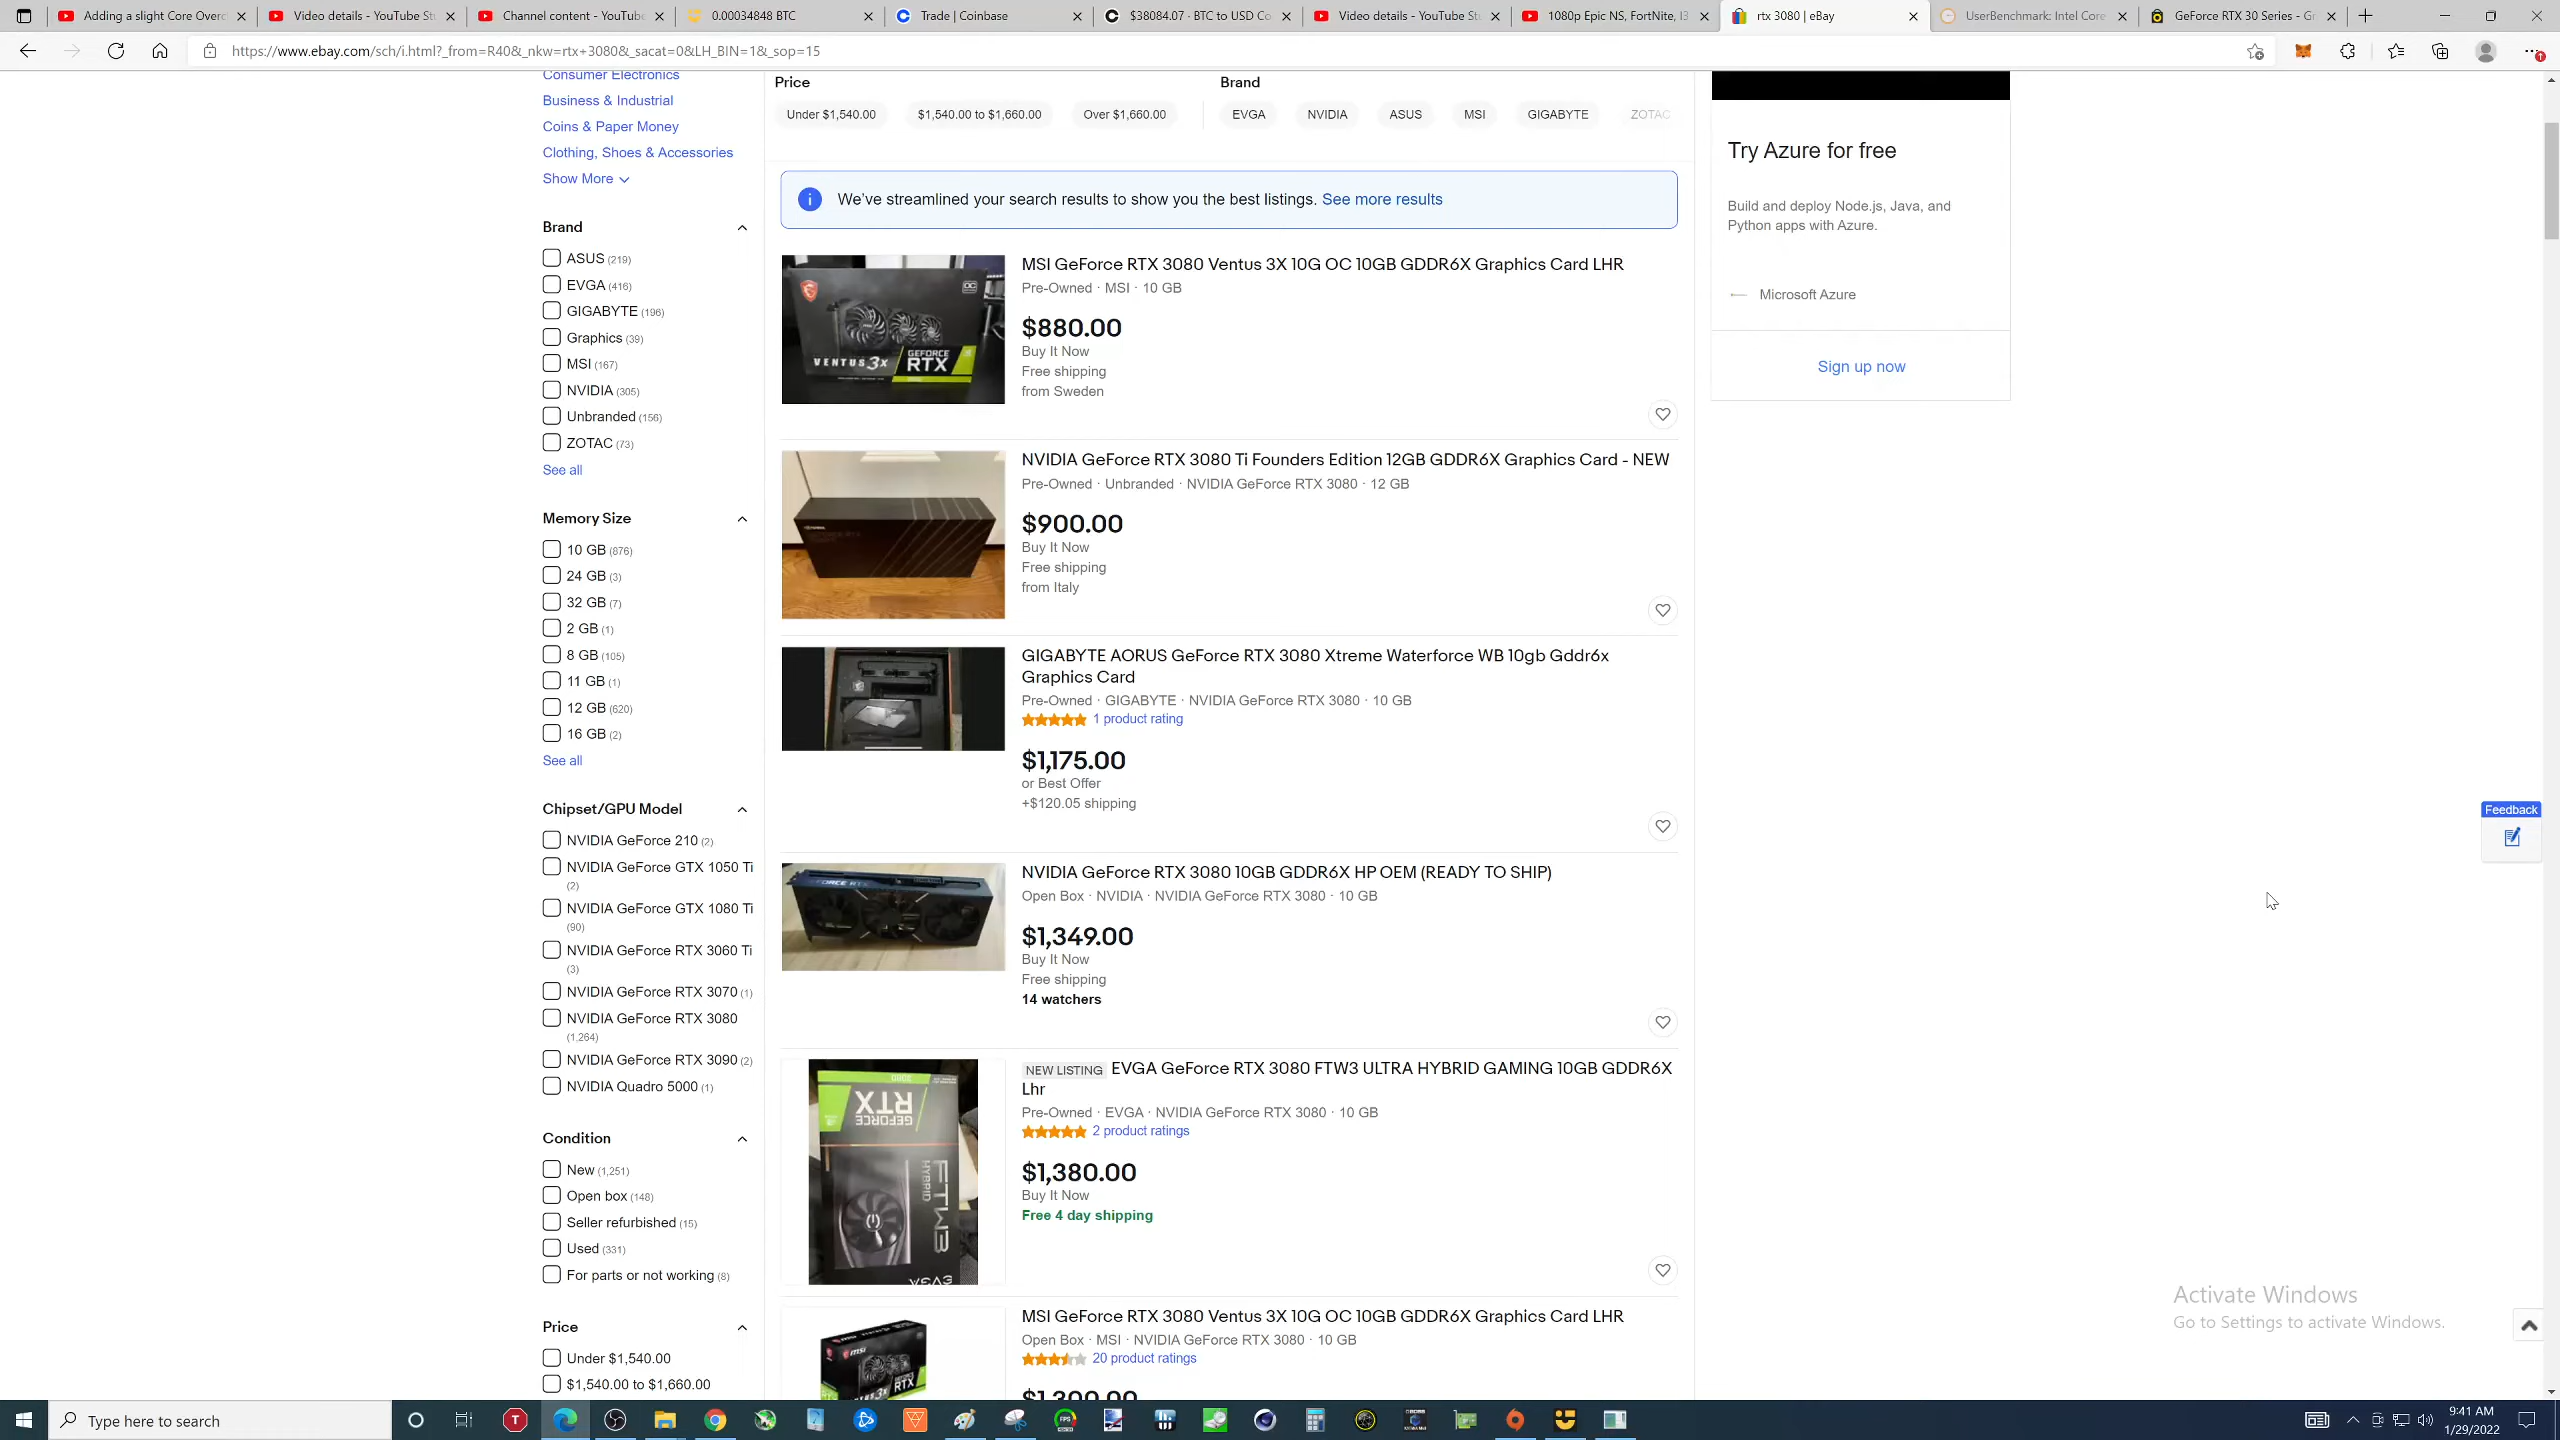 Adding a slight Core Overc
Video details - YouTube St
Channel content - YouTube
0.00034848 BTC
Trade | Coinbase
$38084.07 · BTC to USD Co
Video details - YouTube St
1080p Epic NS, FortNite, I3
rtx 3080 | eBay
UserBenchmark: Intel Core
GeForce RTX 30 Series - Gr
https://www.ebay.com/sch/i.html?_from=R40&_nkw=rtx+3080&_sacat=0&LH_BIN=1&_sop=15
Consumer Electronics
Business & Industrial
Coins & Paper Money
Clothing, Shoes & Accessories
Show More
Brand
ASUS (219)
EVGA (416)
GIGABYTE (196)
Graphics (39)
MSI (167)
NVIDIA (305)
Unbranded (156)
ZOTAC (73)
See all
Memory Size
10 GB (876)
24 GB (3)
32 GB (7)
2 GB (1)
8 GB (105)
11 GB (1)
12 GB (620)
16 GB (2)
See all
Chipset/GPU Model
NVIDIA GeForce 210 (2)
NVIDIA GeForce GTX 1050 Ti
(2)
NVIDIA GeForce GTX 1080 Ti
(90)
NVIDIA GeForce RTX 3060 Ti
(3)
NVIDIA GeForce RTX 3070 (1)
NVIDIA GeForce RTX 3080
(1,264)
NVIDIA GeForce RTX 3090 (2)
NVIDIA Quadro 5000 (1)
Condition
New (1,251)
Open box (148)
Seller refurbished (15)
Used (331)
For parts or not working (8)
Price
Under $1,540.00
$1,540.00 to $1,660.00
Price
Under $1,540.00
$1,540.00 to $1,660.00
Over $1,660.00
Brand
EVGA
NVIDIA
ASUS
MSI
GIGABYTE
ZOTAC
We've streamlined your search results to show you the best listings. See more results
VENTUS 3X
GEFORCE
RTX
MSI GeForce RTX 3080 Ventus 3X 10G OC 10GB GDDR6X Graphics Card LHR
Pre-Owned · MSI · 10 GB
$880.00
Buy It Now
Free shipping
from Sweden
NVIDIA GeForce RTX 3080 Ti Founders Edition 12GB GDDR6X Graphics Card - NEW
Pre-Owned · Unbranded · NVIDIA GeForce RTX 3080 · 12 GB
$900.00
Buy It Now
Free shipping
from Italy
GIGABYTE AORUS GeForce RTX 3080 Xtreme Waterforce WB 10gb Gddr6x
Graphics Card
Pre-Owned · GIGABYTE · NVIDIA GeForce RTX 3080 · 10 GB
1 product rating
$1,175.00
or Best Offer
+$120.05 shipping
NVIDIA GeForce RTX 3080 10GB GDDR6X HP OEM (READY TO SHIP)
Open Box · NVIDIA · NVIDIA GeForce RTX 3080 · 10 GB
$1,349.00
Buy It Now
Free shipping
14 watchers
GEFORCE
RTX
FTW3
HYBRID
EVGA
NEW LISTING EVGA GeForce RTX 3080 FTW3 ULTRA HYBRID GAMING 10GB GDDR6X
Lhr
Pre-Owned · EVGA · NVIDIA GeForce RTX 3080 · 10 GB
2 product ratings
$1,380.00
Buy It Now
Free 4 day shipping
MSI GeForce RTX 3080 Ventus 3X 10G OC 10GB GDDR6X Graphics Card LHR
Open Box · MSI · NVIDIA GeForce RTX 3080 · 10 GB
20 product ratings
Try Azure for free
Build and deploy Node.js, Java, and
Python apps with Azure.
Microsoft Azure
Sign up now
Feedback
Activate Windows
Go to Settings to activate Windows.
Type here to search
9:41 AM
1/29/2022